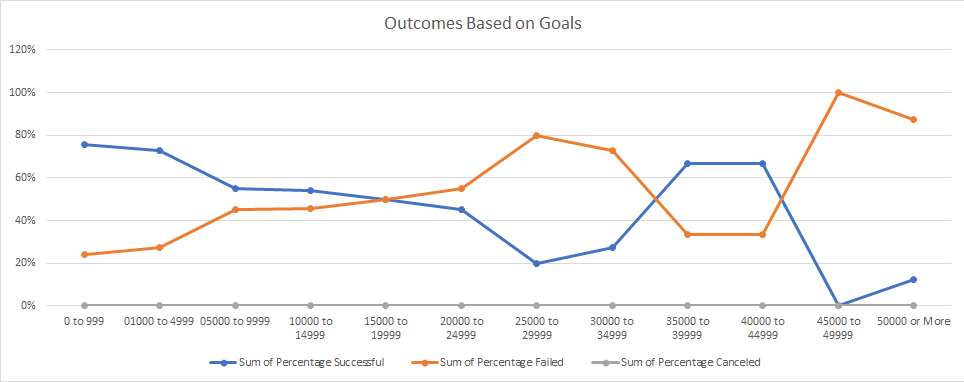 Outcomes Based on Goals
120%
100%
80%
60%
40%
20%
0%
0 to 999 01000 to 4999 05000 to 9999 10000 to 15000 to 20000 to 25000 to 30000 to 35000 to 40000 to 45000 to 50000 or More
14999 19999 24999 29999 34999 39999 44999 49999
Sum of Percentage Successful Sum of Percentage Failed Sum of Percentage Canceled